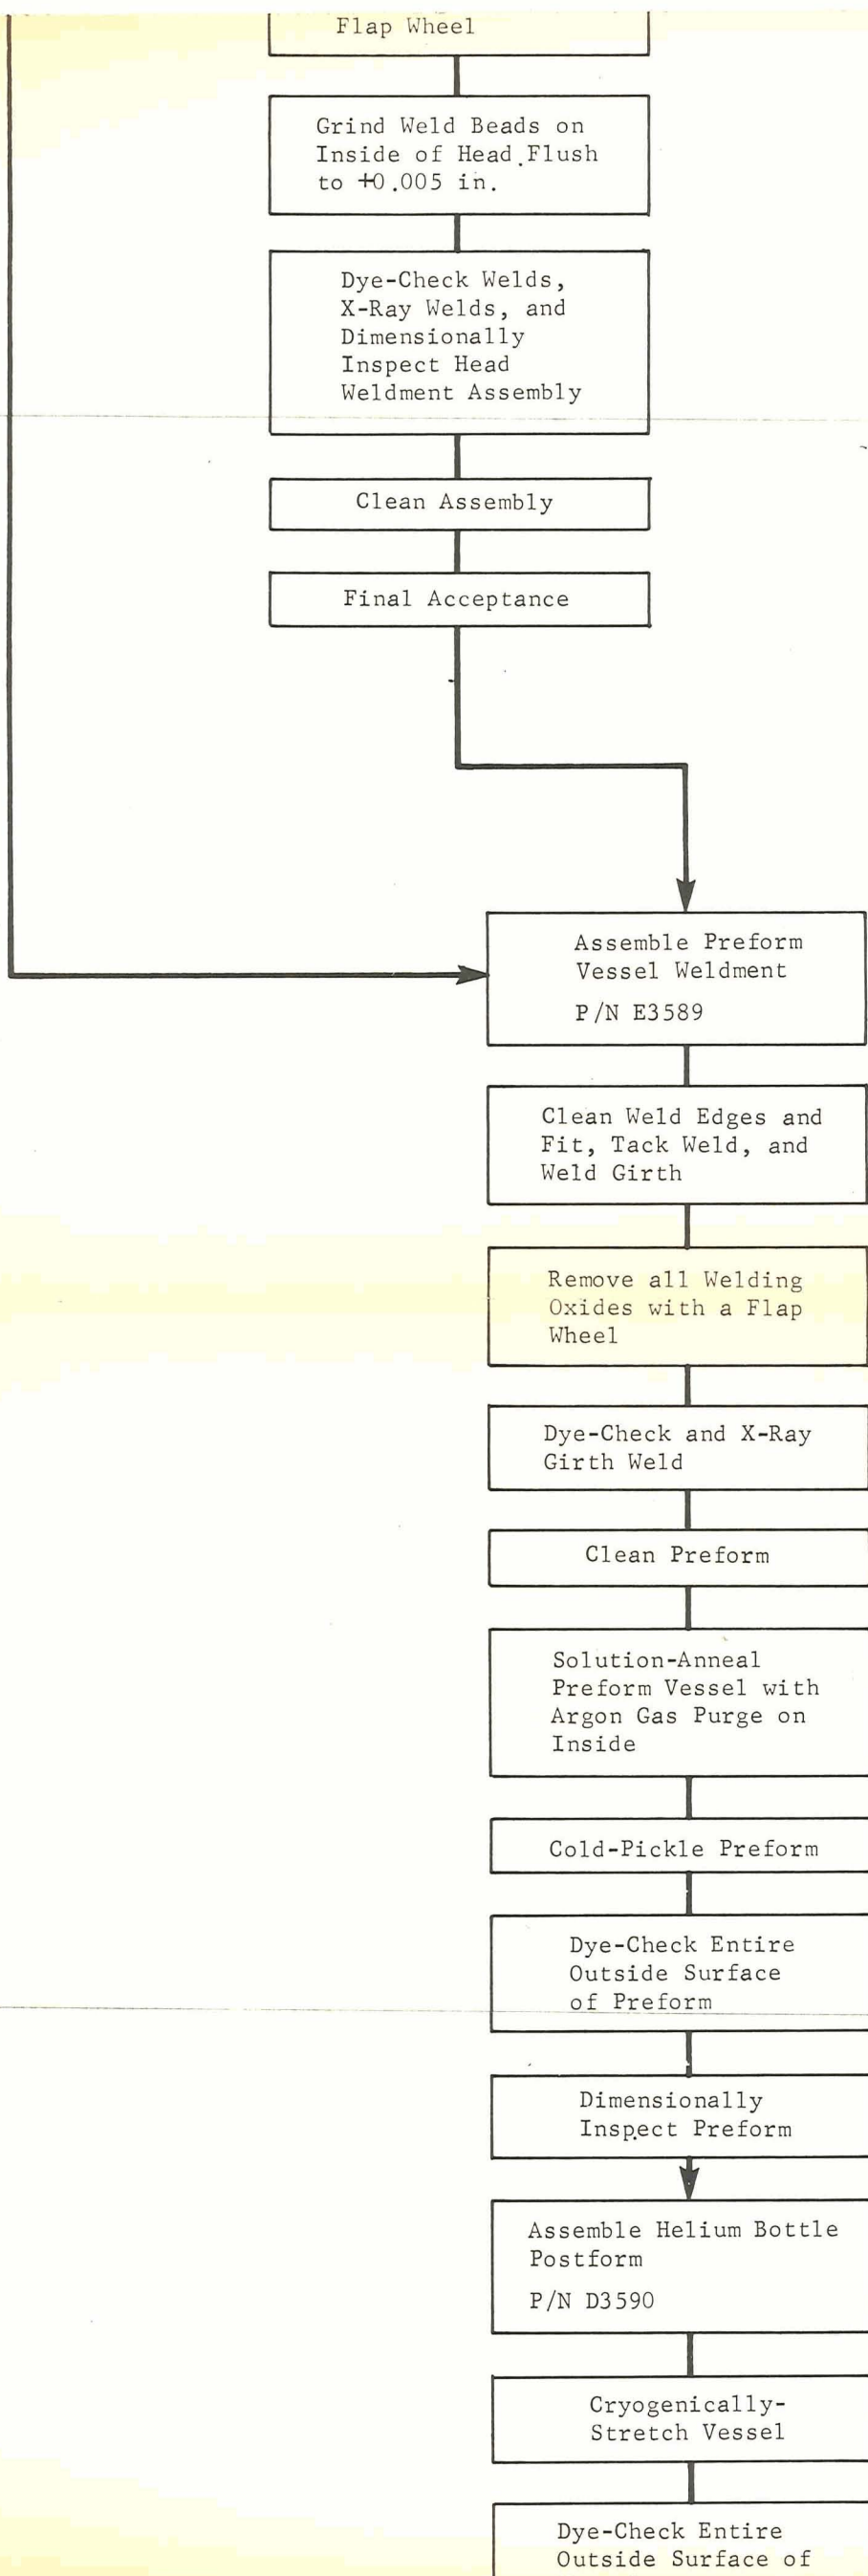 Flap Wheel
Grind Weld Beads on
Inside of Head Flush
to +0.005 in.
Dye-Check Welds,
X-Ray Welds, and
Dimensionally
Inspect Head
Weldment Assembly
Clean Assembly
Final Acceptance
Assemble Preform
Vessel Weldment
P/N E3589
Clean Weld Edges and
Fit, Tack Weld, and
Weld Girth
Remove all Welding
Oxides with a Flap
Wheel
Dye-Check and X-Ray
Girth Weld
Clean Preform
Solution-Anneal
Preform Vessel with
Argon Gas Purge on
Inside
Cold-Pickle Preform
Dye-Check Entire
Outside Surface
of Preform
Dimensionally
Inspect Preform
Assemble Helium Bottle
Postform
P/N D3590
Cryogenically-
Stretch Vessel
Dye-Check Entire
Outside Surface of